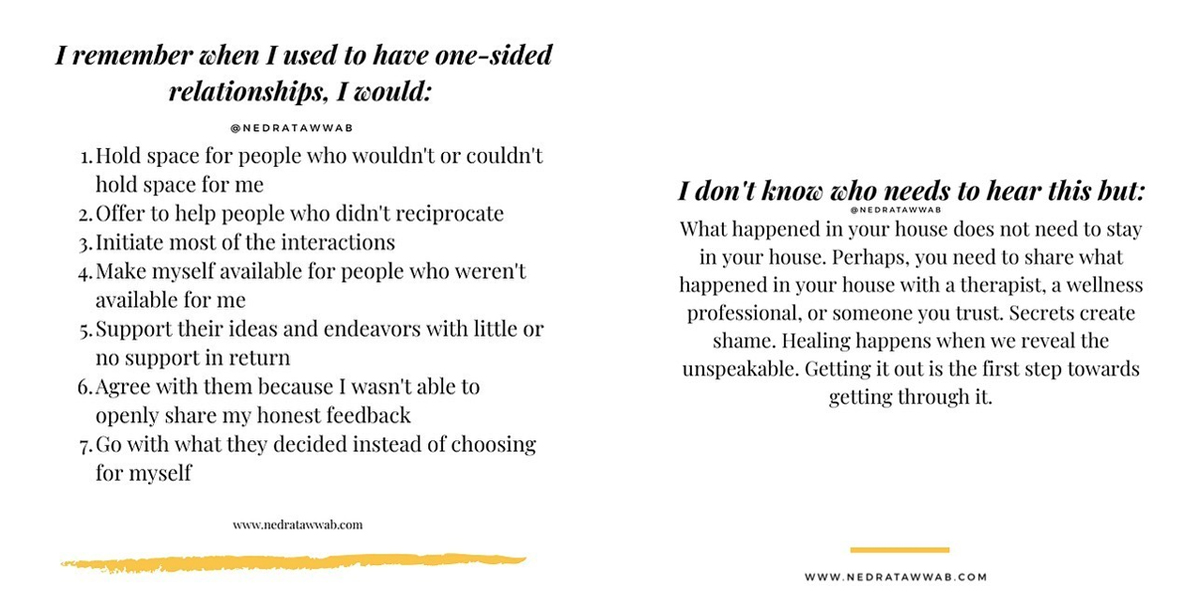 I remember when I used to have one-sided
relationships, I would:
@NEDRATAWWAB
1. Hold space for people who wouldn't or couldn't
hold space for me
2. Offer to help people who didn't reciprocate
3. Initiate most of the interactions
4. Make myself available for people who weren't
available for me
5. Support their ideas and endeavors with little or
no support in return
6. Agree with them because I wasn't able to
openly share my honest feedback
7. Go with what they decided instead of choosing
for myself
www.nedratawwab.com
I don't know who needs to hear this but:
@NEDRATAWWAB
What happened in your house does not need to stay
in your house. Perhaps, you need to share what
happened in your house with a therapist, a wellness
professional, or someone you trust. Secrets create
shame. Healing happens when we reveal the
unspeakable. Getting it out is the first step towards
getting through it.
WWW.NEDRATAWWAB.COM